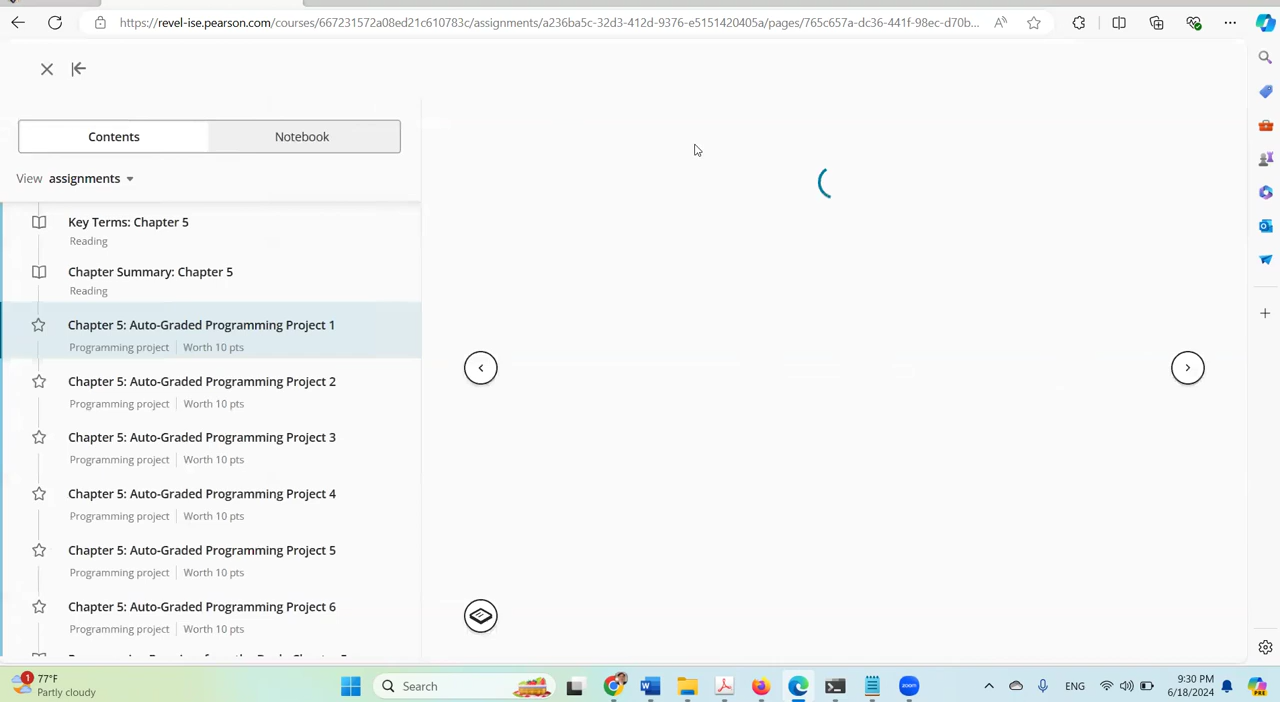 https://revel-ise.pearson.com/courses/667231572a08ed21c610783c/assignments/a236ba5c-32d3-412d-9376-e5151420405a/pages/765c657a-dc36-441f-98ec-d70b...
Contents
Notebook
View assignments
Key Terms: Chapter 5
Reading
Chapter Summary: Chapter 5
Reading
Chapter 5: Auto-Graded Programming Project 1
Programming project | Worth 10 pts
Chapter 5: Auto-Graded Programming Project 2
Programming project | Worth 10 pts
Chapter 5: Auto-Graded Programming Project 3
Programming project | Worth 10 pts
Chapter 5: Auto-Graded Programming Project 4
Programming project | Worth 10 pts
Chapter 5: Auto-Graded Programming Project 5
Programming project | Worth 10 pts
Chapter 5: Auto-Graded Programming Project 6
Programming project | Worth 10 pts
1
77°F
Partly cloudy
Search
zoom
ENG
9:30 PM
6/18/2024
PRE